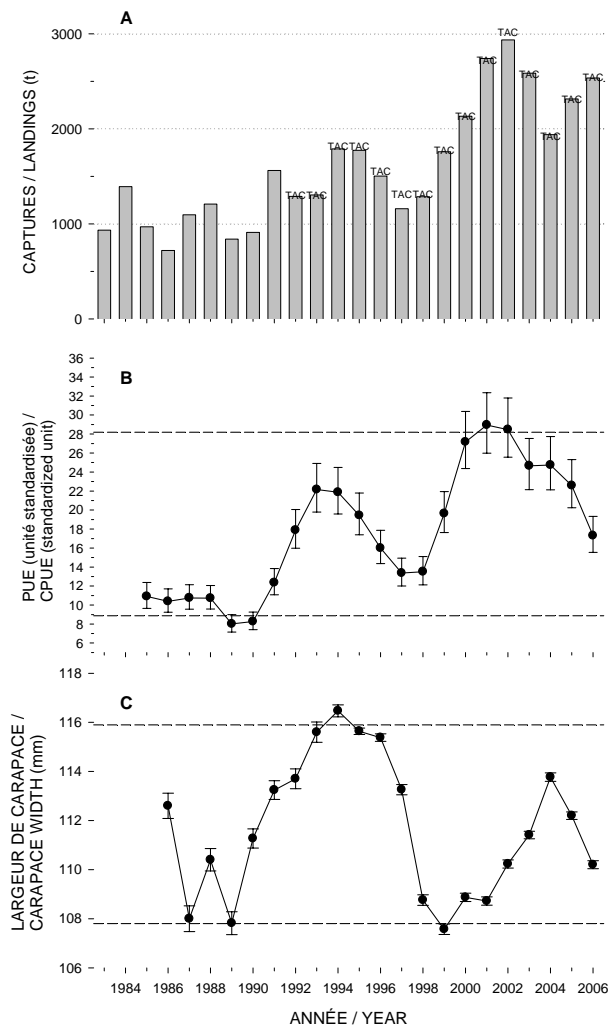 A
CAPTURES / LANDINGS (t)
3000
2000
1000
0
TAC TAC TAC TAC TAC TAC TAC TAC TAC TAC TAC TAC TAC TAC TAC
B
PUE (unité standardisée) /
CPUE (standardized unit)
36
34
32
30
28
26
24
22
20
18
16
14
12
10
8
6
C
LARGEUR DE CARAPACE /
CARAPACE WIDTH (mm)
118
116
114
112
110
108
106
1984 1986 1988 1990 1992 1994 1996 1998 2000 2002 2004 2006
ANNÉE / YEAR